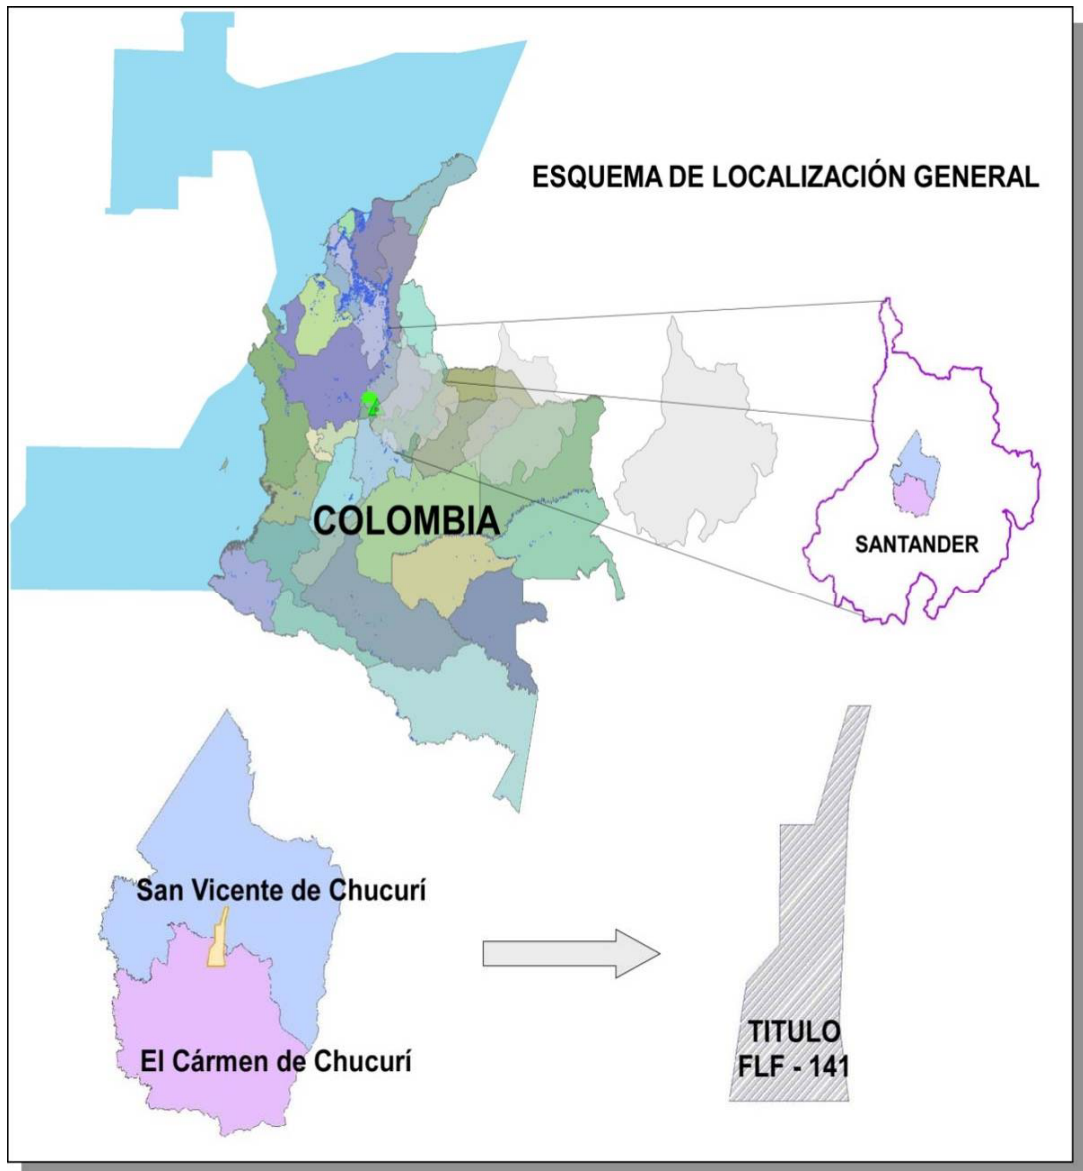 ESQUEMA DE LOCALIZACIÓN GENERAL
COLOMBIA
SANTANDER
San Vicente de Chucurí
El Cármen de Chucurí
TITULO
FLF - 141